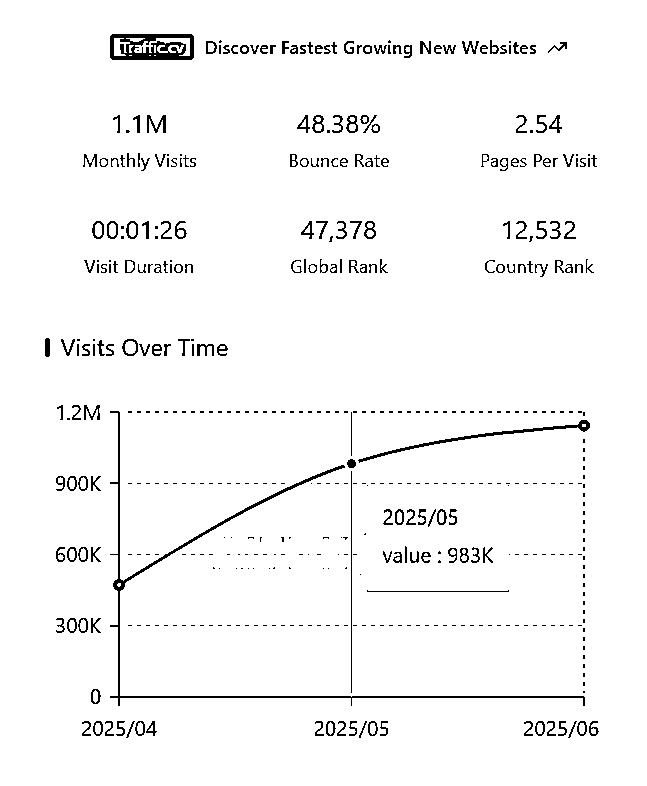 Traffic.cv Discover Fastest Growing New Websites
1.1M 48.38% 2.54
Monthly Visits Bounce Rate Pages Per Visit
00:01:26 47,378 12,532
Visit Duration Global Rank Country Rank
Visits Over Time
1.2M
900K
2025/05
600K
value : 983K
300K
0
2025/04 2025/05 2025/06